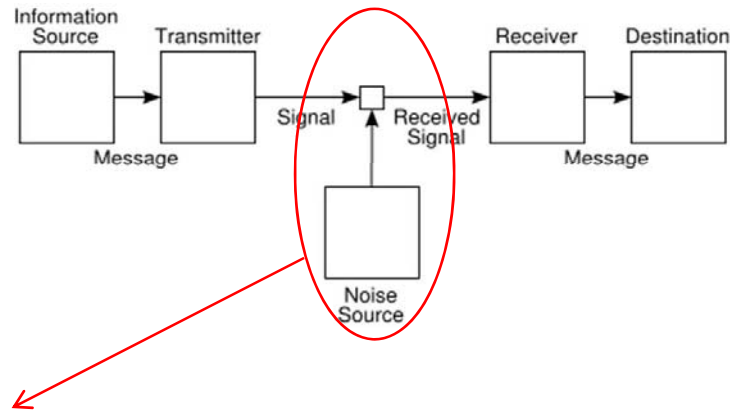 Information
Source
Transmitter
Receiver
Destination
Signal
Received
Signal
Message
Message
Noise
Source